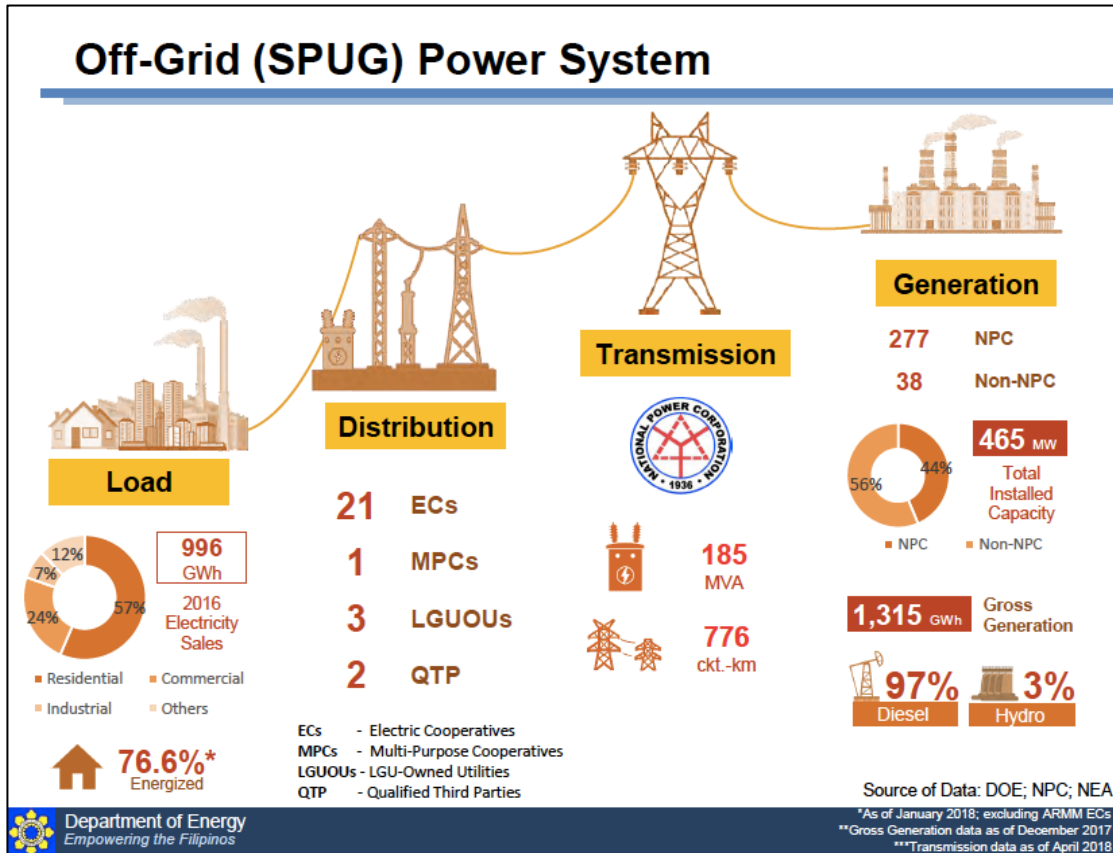 Off-Grid (SPUG) Power System
Load
996
GWh
2016
Electricity
Sales
12%
7%
24%
57%
Residential
Commercial
Industrial
Others
76.6%*
Energized
Distribution
21 ECs
1 MPCs
3 LGUOUs
2 QTP
ECs - Electric Cooperatives
MPCs - Multi-Purpose Cooperatives
LGUOUs - LGU-Owned Utilities
QTP - Qualified Third Parties
Transmission
NATIONAL POWER CORPORATION
1936
185
MVA
776
ckt.-km
Generation
277 NPC
38 Non-NPC
44%
56%
NPC
Non-NPC
465 MW
Total
Installed
Capacity
1,315 GWh
Gross
Generation
97%
Diesel
3%
Hydro
Source of Data: DOE; NPC; NEA
Department of Energy
Empowering the Filipinos
*As of January 2018; excluding ARMM ECs
**Gross Generation data as of December 2017
***Transmission data as of April 2018